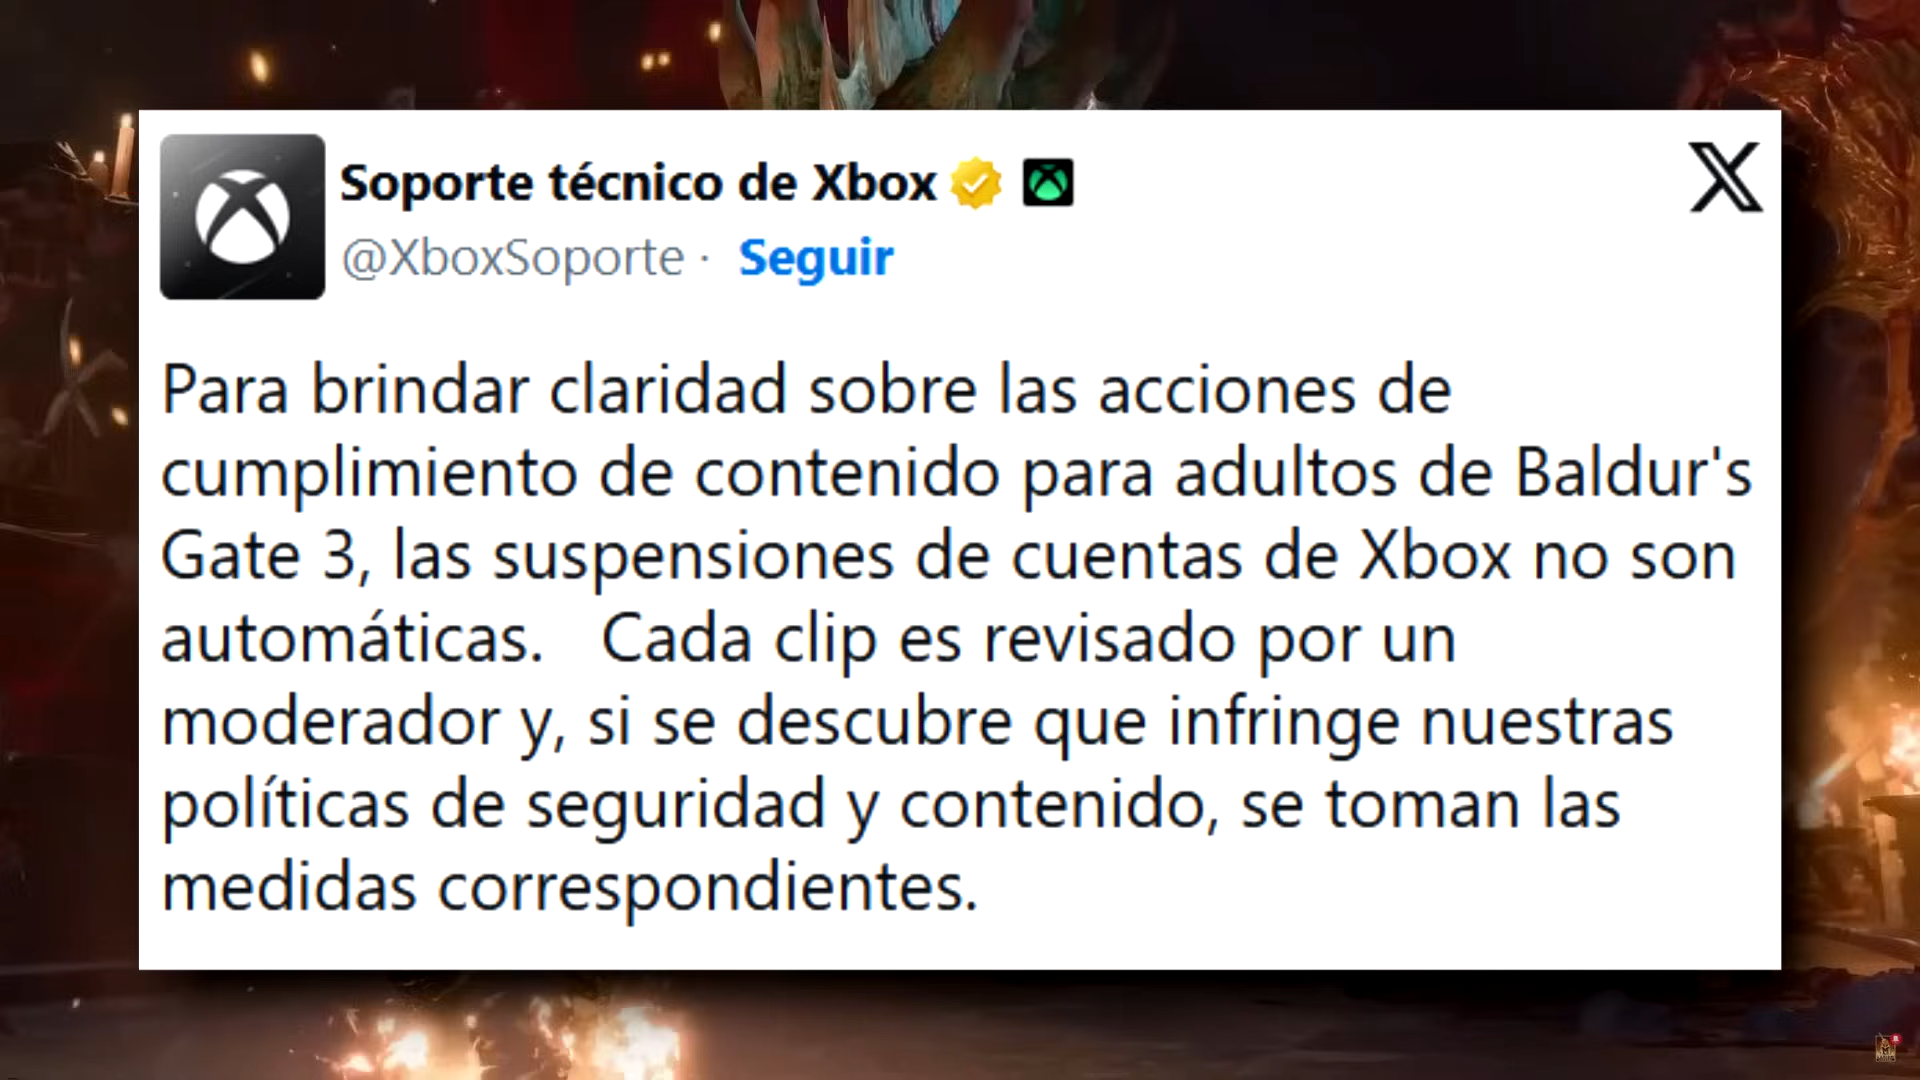 Soporte técnico de Xbox
@XboxSoporte · Seguir
Para brindar claridad sobre las acciones de
cumplimiento de contenido para adultos de Baldur's
Gate 3, las suspensiones de cuentas de Xbox no son
automáticas.   Cada clip es revisado por un
moderador y, si se descubre que infringe nuestras
políticas de seguridad y contenido, se toman las
medidas correspondientes.